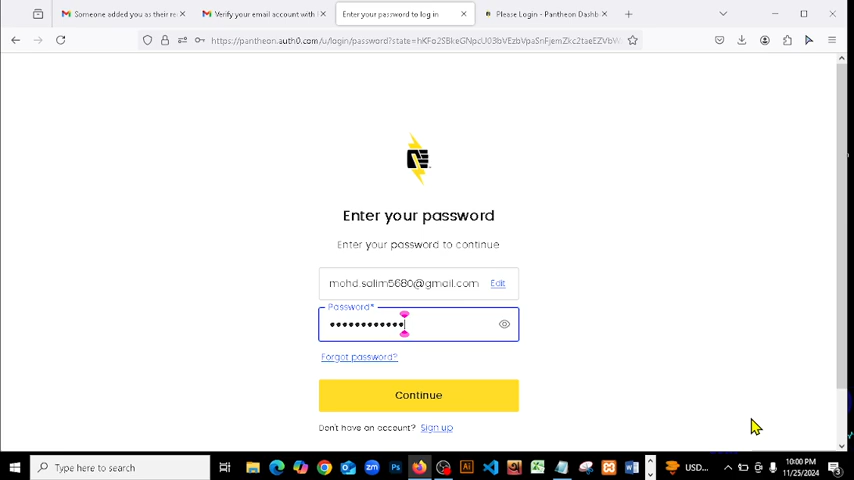 Someone added you as their re
Verify your email account with l
Enter your password to log in
Please Login - Pantheon Dashb
https://pantheon.auth0.com/u/login/password?state=
Enter your password
Enter your password to continue
mohd.salim5680@gmail.com Edit
Password*
••••••••••••
Forgot password?
Continue
Don't have an account? Sign up
Type here to search
USD...
10:00 PM
11/25/2024